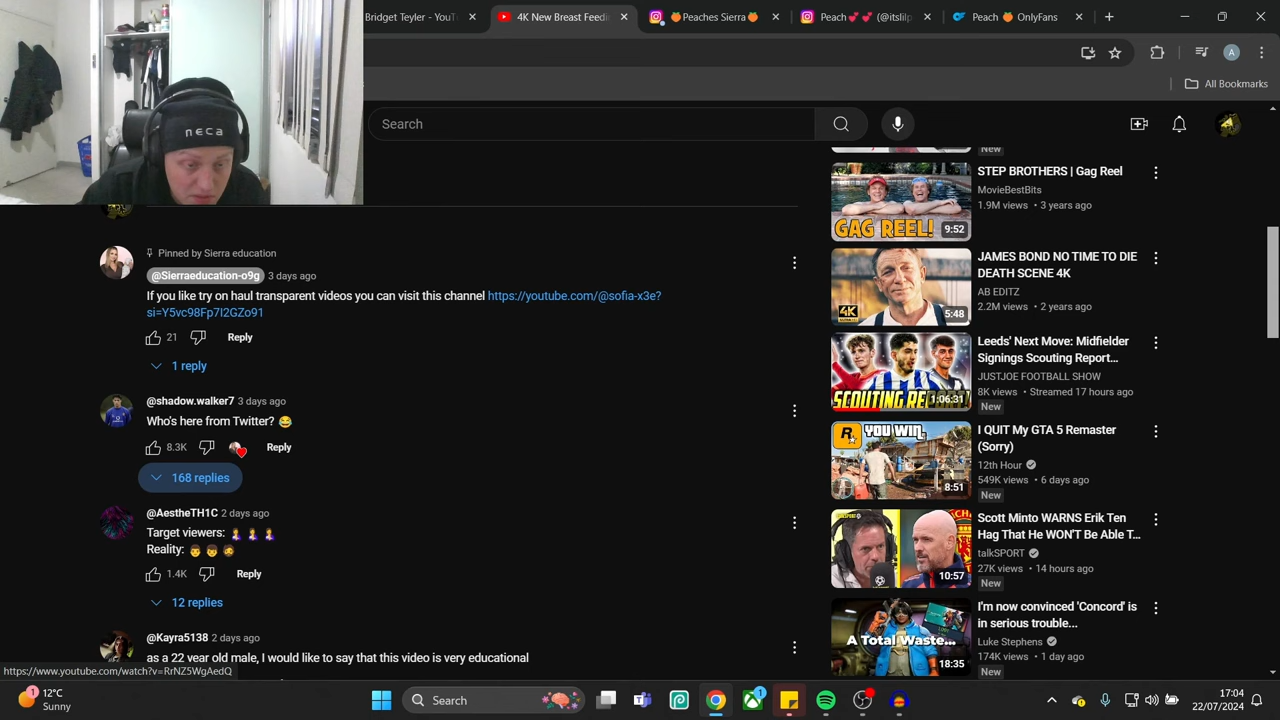 Bridget Teyler - YouT
4K New Breast Feedi
🍑Peaches Sierra🍑
Peach💕 💕 (@itslilp
Peach 🍑 OnlyFans
A
All Bookmarks
neca
Search
New
STEP BROTHERS | Gag Reel
MovieBestBits
1.9M views • 3 years ago
GAG REEL!
9:52
Pinned by Sierra education
@Sierraeducation-o9g 3 days ago
If you like try on haul transparent videos you can visit this channel https://youtube.com/@sofia-x3e?
si=Y5vc98Fp7I2GZo91
21 Reply
1 reply
JAMES BOND NO TIME TO DIE
DEATH SCENE 4K
AB EDITZ
2.2M views • 2 years ago
4K
5:48
Leeds' Next Move: Midfielder
Signings Scouting Report...
JUSTJOE FOOTBALL SHOW
8K views • Streamed 17 hours ago
New
SCOUTING REPORT
1:06:31
@shadow.walker7 3 days ago
Who's here from Twitter? 😂
8.3K Reply
168 replies
I QUIT My GTA 5 Remaster
(Sorry)
12th Hour
549K views • 6 days ago
New
R YOU WIN.
8:51
@AestheTH1C 2 days ago
Target viewers: 🤱 🤱 🤱
Reality: 👨 👦 🧔
1.4K Reply
12 replies
Scott Minto WARNS Erik Ten
Hag That He WON'T Be Able T...
talkSPORT
27K views • 14 hours ago
New
10:57
@Kayra5138 2 days ago
as a 22 year old male, I would like to say that this video is very educational
I'm now convinced 'Concord' is
in serious trouble...
Luke Stephens
174K views • 1 day ago
New
A Total Waste...
18:35
https://www.youtube.com/watch?v=RrNZ5WgAedQ
1
12°C
Sunny
Search
1
17:04
22/07/2024